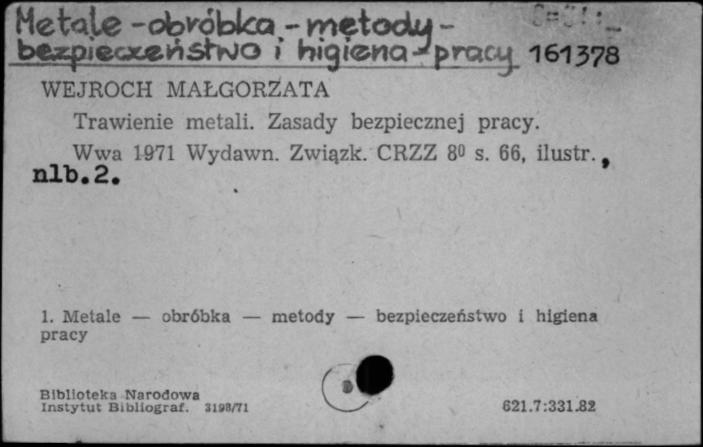 Metale - obróbka - metody -
bezpieczeństwo i higiena - pracy 161378
WEJROCH MAŁGORZATA
Trawienie metali. Zasady bezpiecznej pracy.
Wwa 1971 Wydawn. Związk. CRZZ 8⁰ s. 66, ilustr.,
nlb.2.
1. Metale — obróbka — metody — bezpieczeństwo i higiena
pracy
Biblioteka Narodowa
Instytut Bibliograf. 3198/71
621.7:331.82